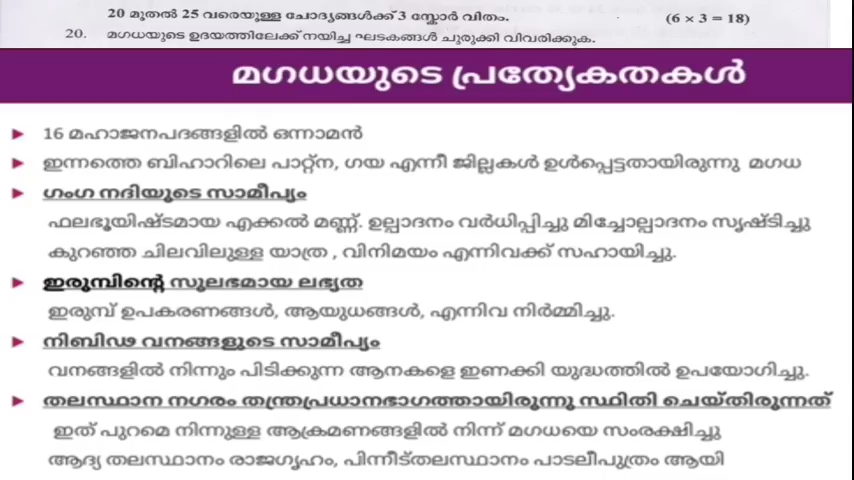 20 മുതൽ 25 വരെയുള്ള ചോദ്യങ്ങൾക്ക് 3 സ്കോർ വീതം. (6 × 3 = 18)
20. മഗധയുടെ ഉദയത്തിലേക്ക് നയിച്ച ഘടകങ്ങൾ ചുരുക്കി വിവരിക്കുക.
മഗധയുടെ പ്രത്യേകതകൾ
16 മഹാജനപദങ്ങളിൽ ഒന്നാമൻ
ഇന്നത്തെ ബിഹാറിലെ പാറ്റ്ന, ഗയ എന്നീ ജില്ലകൾ ഉൾപ്പെട്ടതായിരുന്നു മഗധ
ഗംഗ നദിയുടെ സാമീപ്യം
ഫലഭൂയിഷ്ടമായ എക്കൽ മണ്ണ്. ഉല്പാദനം വർധിപ്പിച്ചു മിച്ചോല്പാദനം സൃഷ്ടിച്ചു
കുറഞ്ഞ ചിലവിലുള്ള യാത്ര , വിനിമയം എന്നിവക്ക് സഹായിച്ചു.
ഇരുമ്പിന്റെ സുലഭമായ ലഭ്യത
ഇരുമ്പ് ഉപകരണങ്ങൾ, ആയുധങ്ങൾ, എന്നിവ നിർമ്മിച്ചു.
നിബിഢ വനങ്ങളുടെ സാമീപ്യം
വനങ്ങളിൽ നിന്നും പിടിക്കുന്ന ആനകളെ ഇണക്കി യുദ്ധത്തിൽ ഉപയോഗിച്ചു.
തലസ്ഥാന നഗരം തന്ത്രപ്രധാനഭാഗത്തായിരുന്നു സ്ഥിതി ചെയ്തിരുന്നത്
ഇത് പുറമെ നിന്നുള്ള ആക്രമണങ്ങളിൽ നിന്ന് മഗധയെ സംരക്ഷിച്ചു
ആദ്യ തലസ്ഥാനം രാജഗൃഹം, പിന്നീട്തലസ്ഥാനം പാടലീപുത്രം ആയി